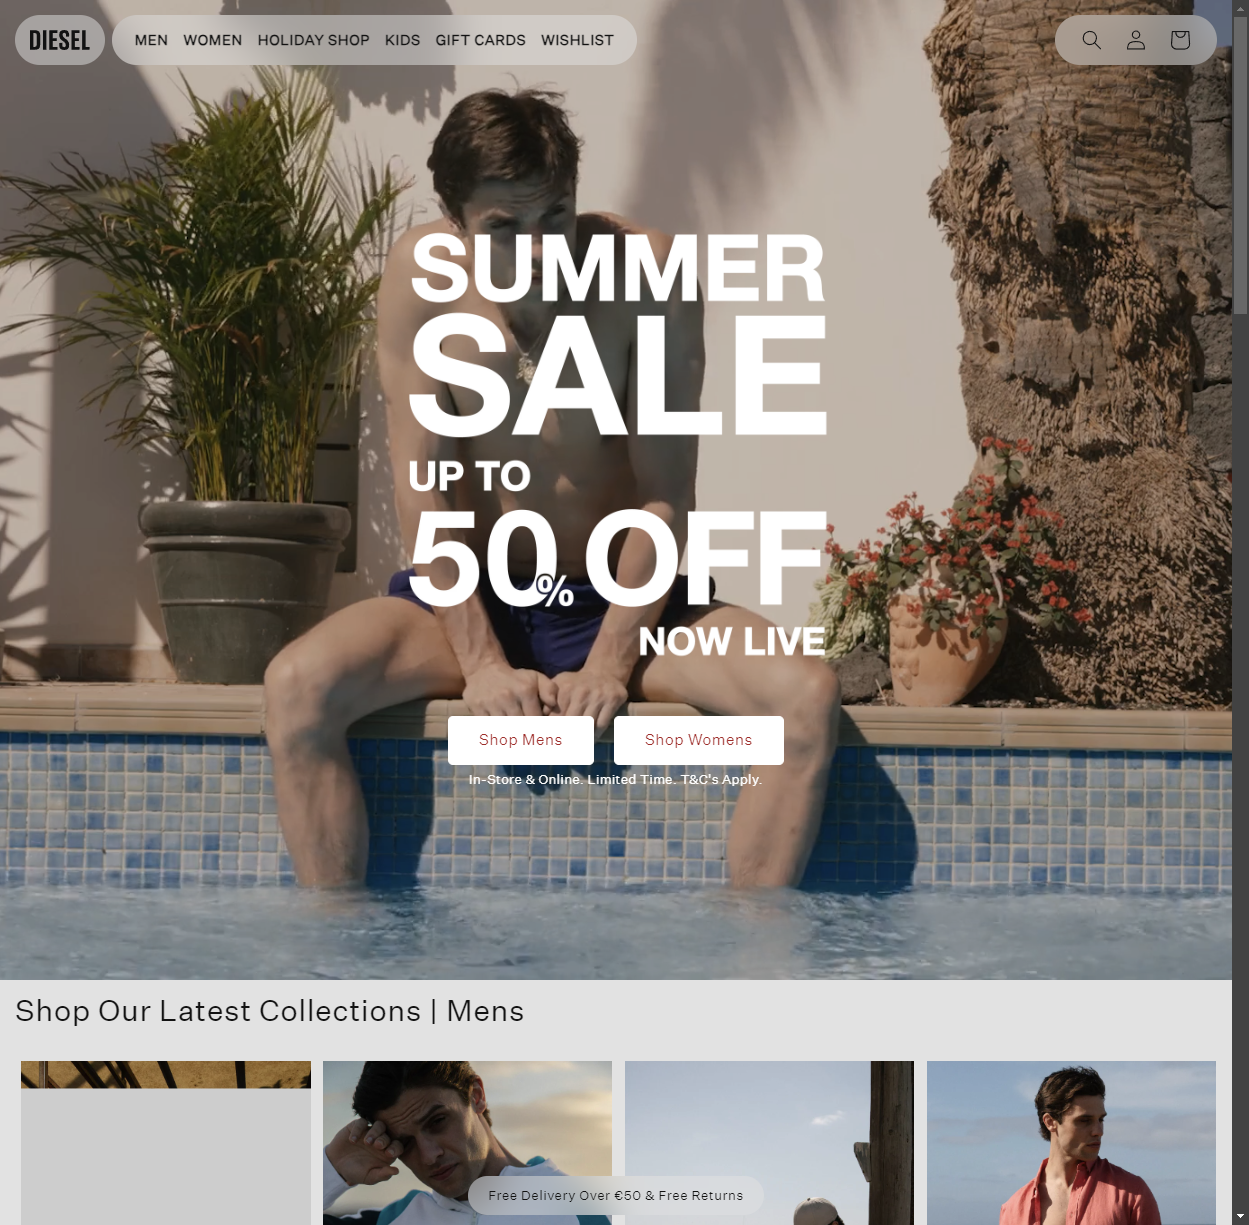 DIESEL
MEN WOMEN HOLIDAY SHOP KIDS GIFT CARDS WISHLIST
SUMMER
SALE
UP TO
50% OFF
NOW LIVE
Shop Mens Shop Womens
In-Store & Online. Limited Time. T&C's Apply.
Shop Our Latest Collections | Mens
Free Delivery Over €50 & Free Returns